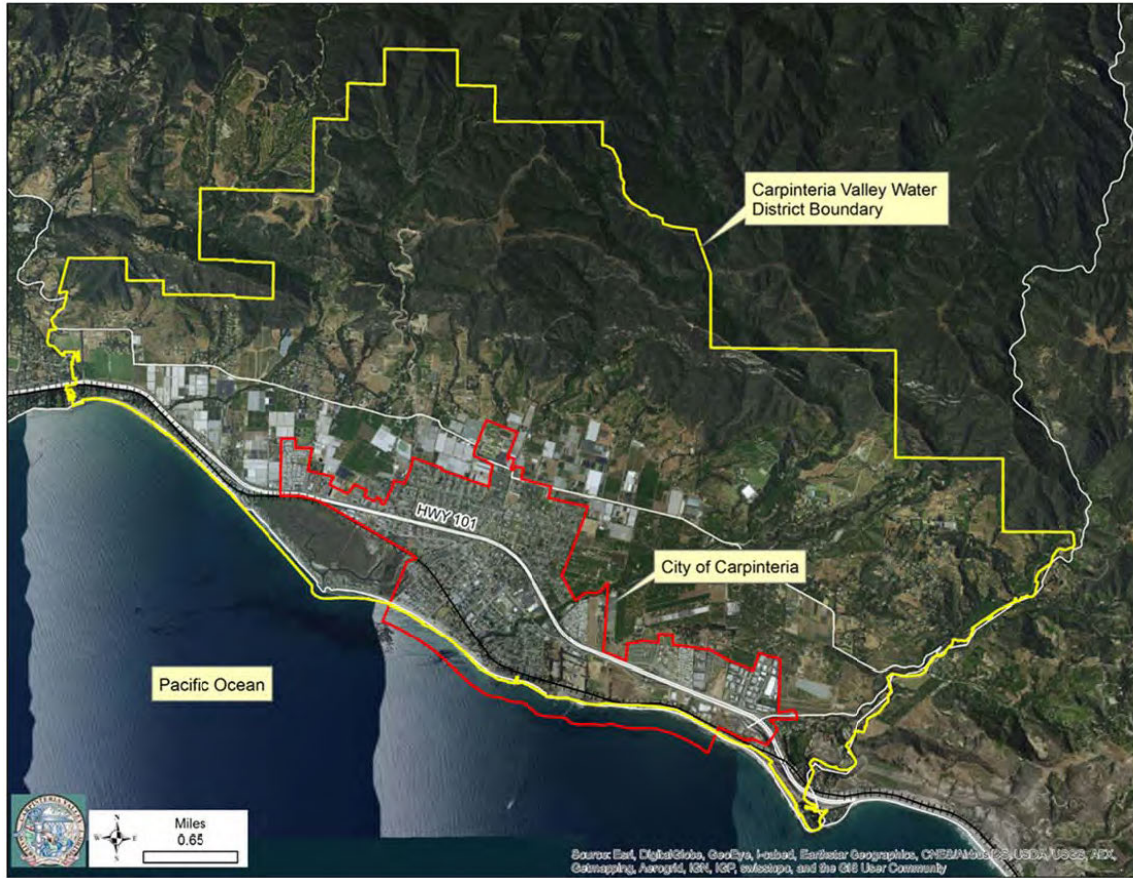 Carpinteria Valley Water
District Boundary
HWY 101
City of Carpinteria
Pacific Ocean
N
W
E
S
Miles
0.65
Source: Esri, DigitalGlobe, GeoEye, i-cubed, Earthstar Geographics, CNES/Airbus DS, USDA, USGS, AEX,
Getmapping, Aerogrid, IGN, IGP, swisstopo, and the GIS User Community